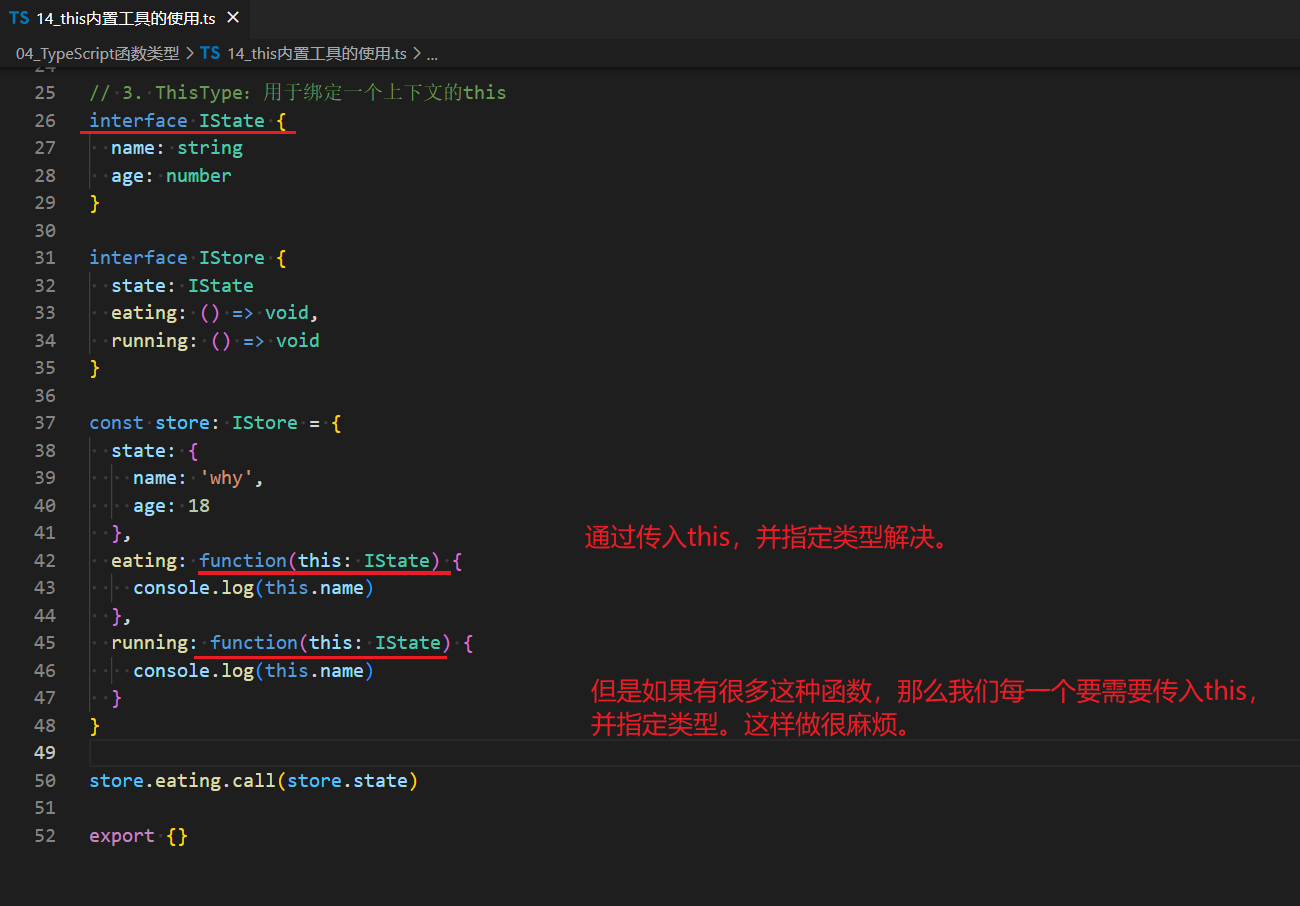 TS 14_this内置工具的使用.ts ✕
04_TypeScript函数类型 > TS 14_this内置工具的使用.ts > ...
24
25 // 3. ThisType: 用于绑定一个上下文的this
26 interface IState {
27 name: string
28 age: number
29 }
30
31 interface IStore {
32 state: IState
33 eating: () => void,
34 running: () => void
35 }
36
37 const store: IStore = {
38 state: {
39 name: 'why',
40 age: 18
41 },
通过传入this，并指定类型解决。
42 eating: function(this: IState) {
43 console.log(this.name)
44 },
45 running: function(this: IState) {
46 console.log(this.name)
47 }
但是如果有很多这种函数，那么我们每一个要需要传入this，
并指定类型。这样做很麻烦。
48 }
49
50 store.eating.call(store.state)
51
52 export {}